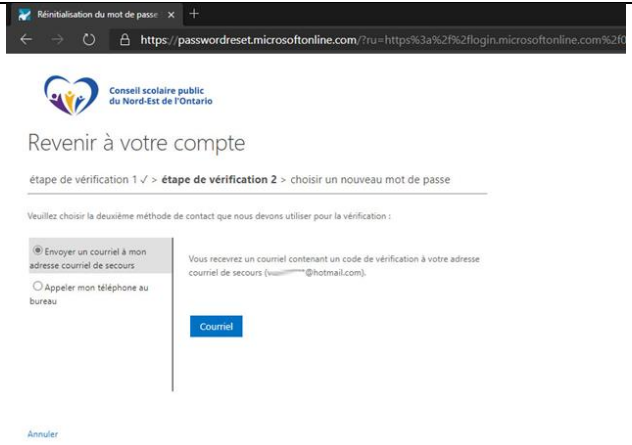 Réinitialisation du mot de passe
https://passwordreset.microsoftonline.com/?ru=https%3a%2f%2flogin.microsoftonline.com%2f0
Conseil scolaire public
du Nord-Est de l'Ontario
Revenir à votre compte
étape de vérification 1 ✓ > étape de vérification 2 > choisir un nouveau mot de passe
Veuillez choisir la deuxième méthode de contact que nous devons utiliser pour la vérification :
Envoyer un courriel à mon
adresse courriel de secours
Appeler mon téléphone au
bureau
Vous recevrez un courriel contenant un code de vérification à votre adresse
courriel de secours (@hotmail.com).
Courriel
Annuler